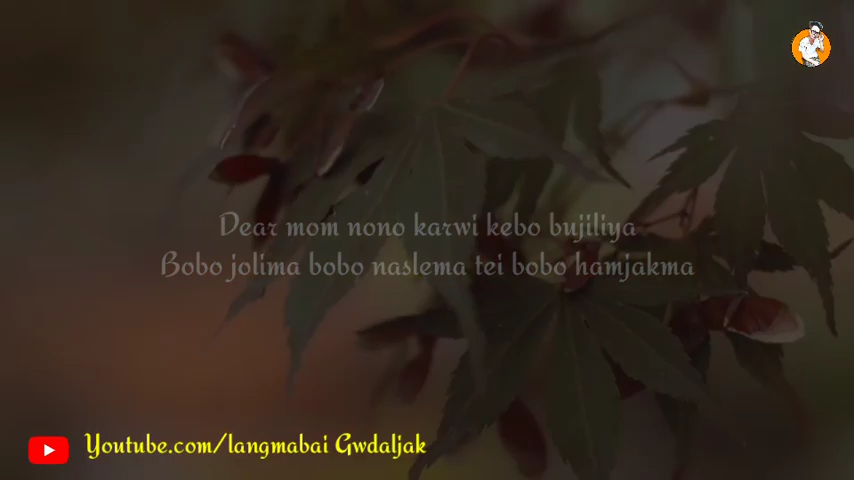 Dear mom nono karwi kebo bujiliya
Bobo jolima bobo naslema tei bobo hamjakma
Youtube.com/langmabai Gwdaljak